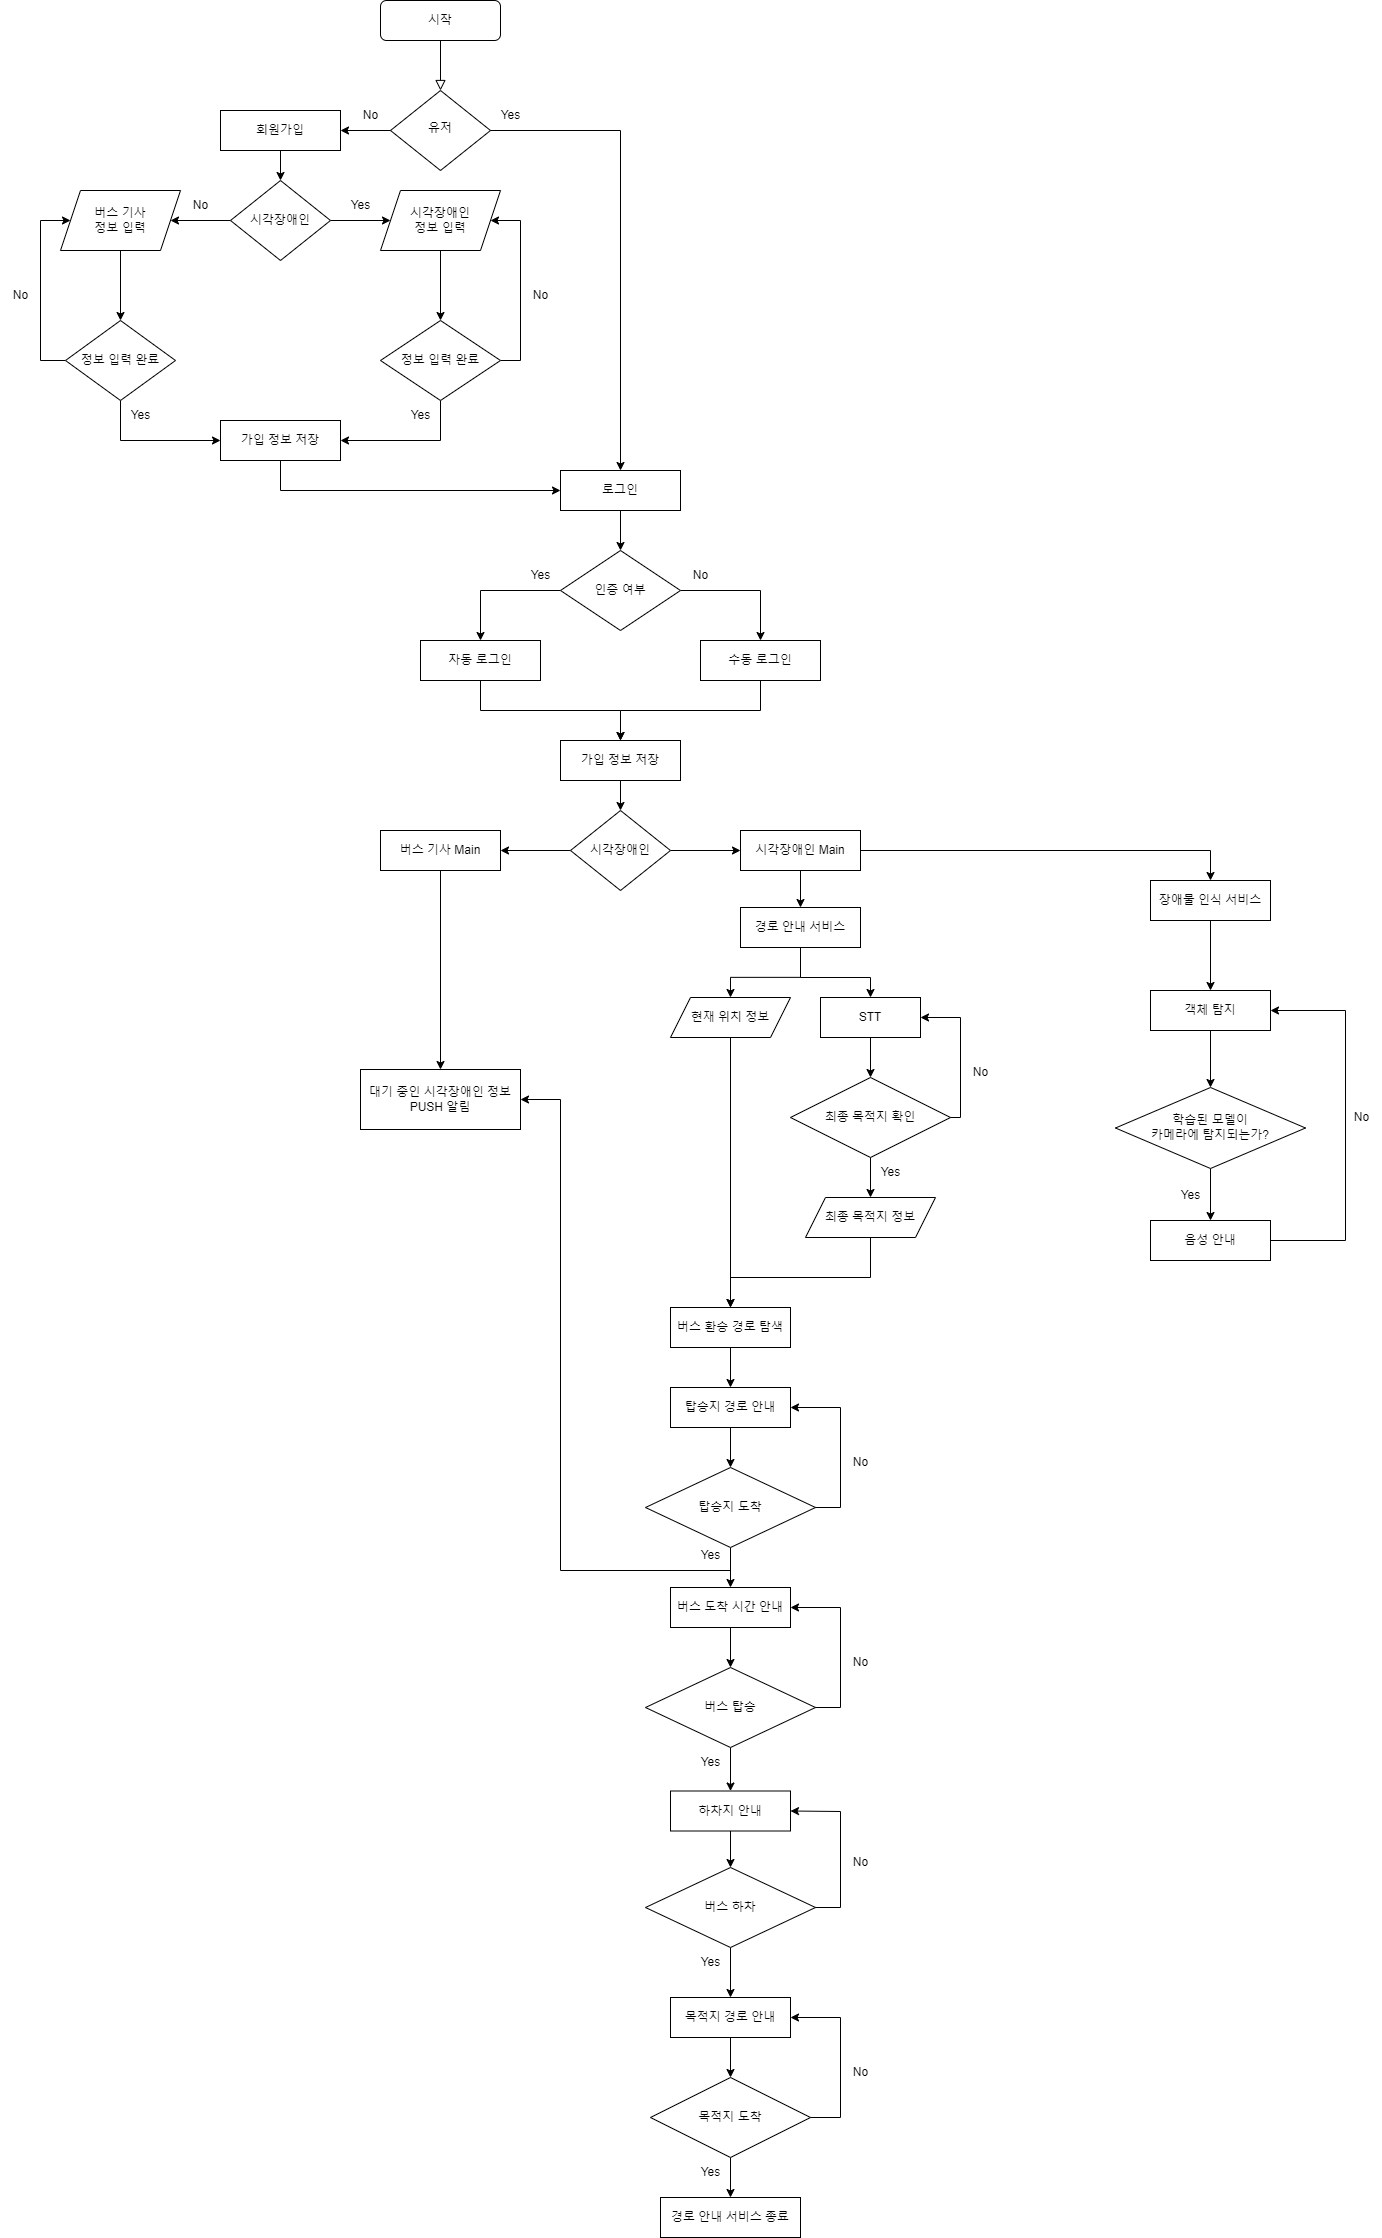 시작
유저
No
Yes
회원가입
시각장애인
No
Yes
버스 기사
정보 입력
시각장애인
정보 입력
No
No
정보 입력 완료
정보 입력 완료
Yes
Yes
가입 정보 저장
로그인
인증 여부
Yes
No
자동 로그인
수동 로그인
가입 정보 저장
버스 기사 Main
시각장애인
시각장애인 Main
장애물 인식 서비스
경로 안내 서비스
현재 위치 정보
STT
객체 탐지
No
대기 중인 시각장애인 정보
PUSH 알림
최종 목적지 확인
학습된 모델이
카메라에 탐지되는가?
No
Yes
Yes
최종 목적지 정보
음성 안내
버스 환승 경로 탐색
탑승지 경로 안내
No
탑승지 도착
Yes
버스 도착 시간 안내
No
버스 탑승
Yes
하차지 안내
No
버스 하차
Yes
목적지 경로 안내
No
목적지 도착
Yes
경로 안내 서비스 종료